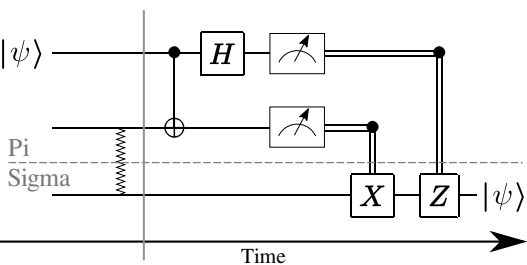 |ψ⟩ H
Pi
Sigma
X Z |ψ⟩
Time